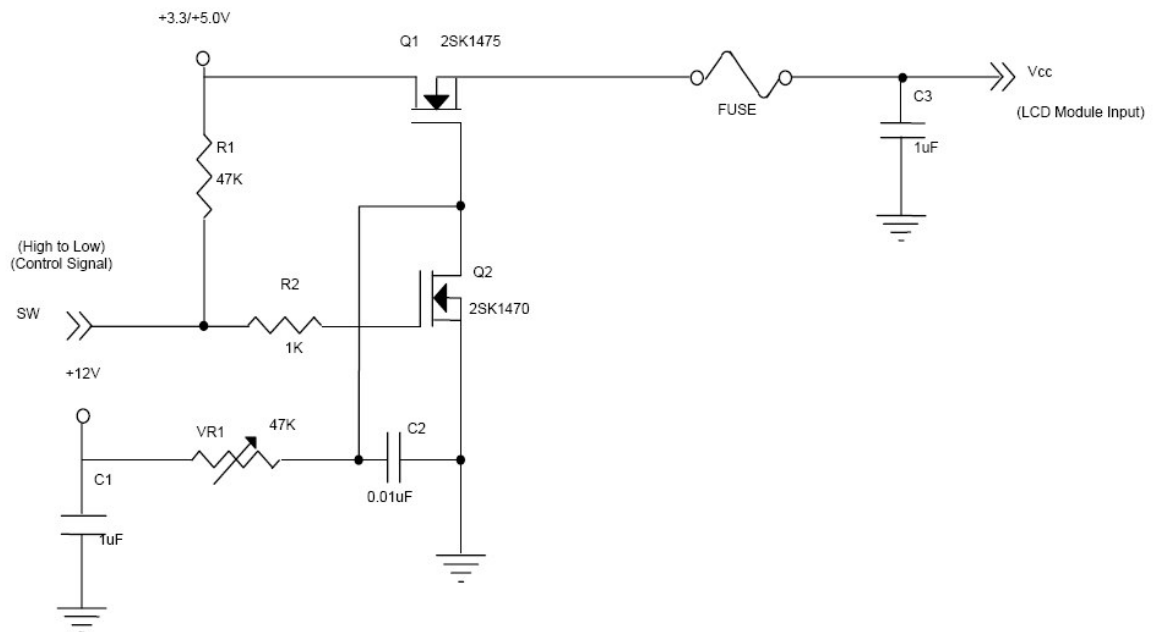 +3.3/+5.0V
Q1 2SK1475
FUSE
Vcc
(LCD Module Input)
C3
1uF
R1
47K
(High to Low)
(Control Signal)
SW
R2
1K
Q2
2SK1470
+12V
VR1
47K
C2
0.01uF
C1
1uF